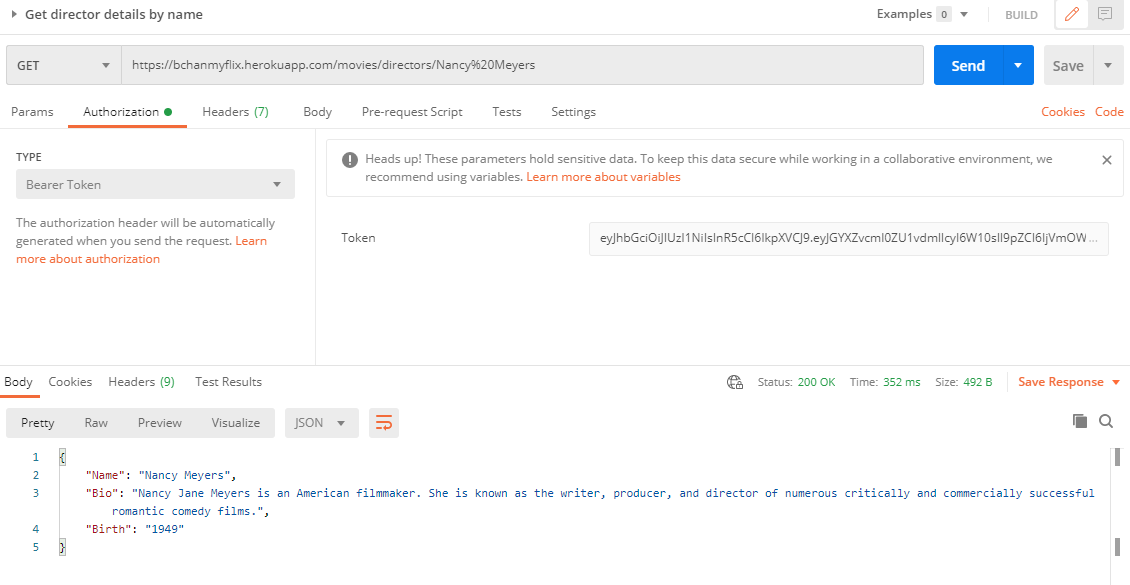 Get director details by name
Examples 0
BUILD
GET
https://bchanmyflix.herokuapp.com/movies/directors/Nancy%20Meyers
Send
Save
Params Authorization Headers (7) Body Pre-request Script Tests Settings Cookies Code
TYPE
Bearer Token
The authorization header will be automatically
generated when you send the request. Learn
more about authorization
Heads up! These parameters hold sensitive data. To keep this data secure while working in a collaborative environment, we
recommend using variables. Learn more about variables
Token
Body Cookies Headers (9) Test Results Status: 200 OK Time: 352 ms Size: 492 B Save Response
Pretty Raw Preview Visualize JSON
1 {
2 "Name": "Nancy Meyers",
3 "Bio": "Nancy Jane Meyers is an American filmmaker. She is known as the writer, producer, and director of numerous critically and commercially successful
romantic comedy films.",
4 "Birth": "1949"
5 }